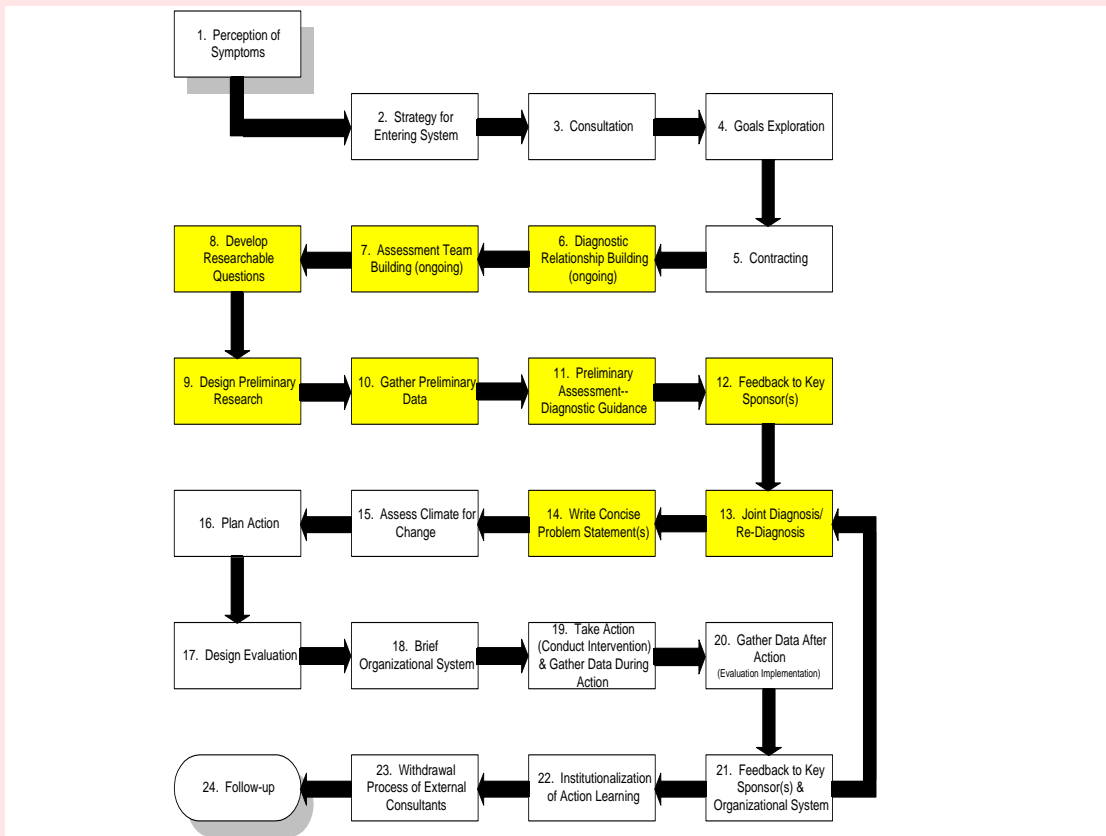 1. Perception of
Symptoms
2. Strategy for
Entering System
3. Consultation
4. Goals Exploration
5. Contracting
6. Diagnostic
Relationship Building
(ongoing)
7. Assessment Team
Building (ongoing)
8. Develop
Researchable
Questions
9. Design Preliminary
Research
10. Gather Preliminary
Data
11. Preliminary
Assessment--
Diagnostic Guidance
12. Feedback to Key
Sponsor(s)
13. Joint Diagnosis/
Re-Diagnosis
14. Write Concise
Problem Statement(s)
15. Assess Climate for
Change
16. Plan Action
17. Design Evaluation
18. Brief
Organizational System
19. Take Action
(Conduct Intervention)
& Gather Data During
Action
20. Gather Data After
Action
(Evaluation Implementation)
21. Feedback to Key
Sponsor(s) &
Organizational System
22. Institutionalization
of Action Learning
23. Withdrawal
Process of External
Consultants
24. Follow-up